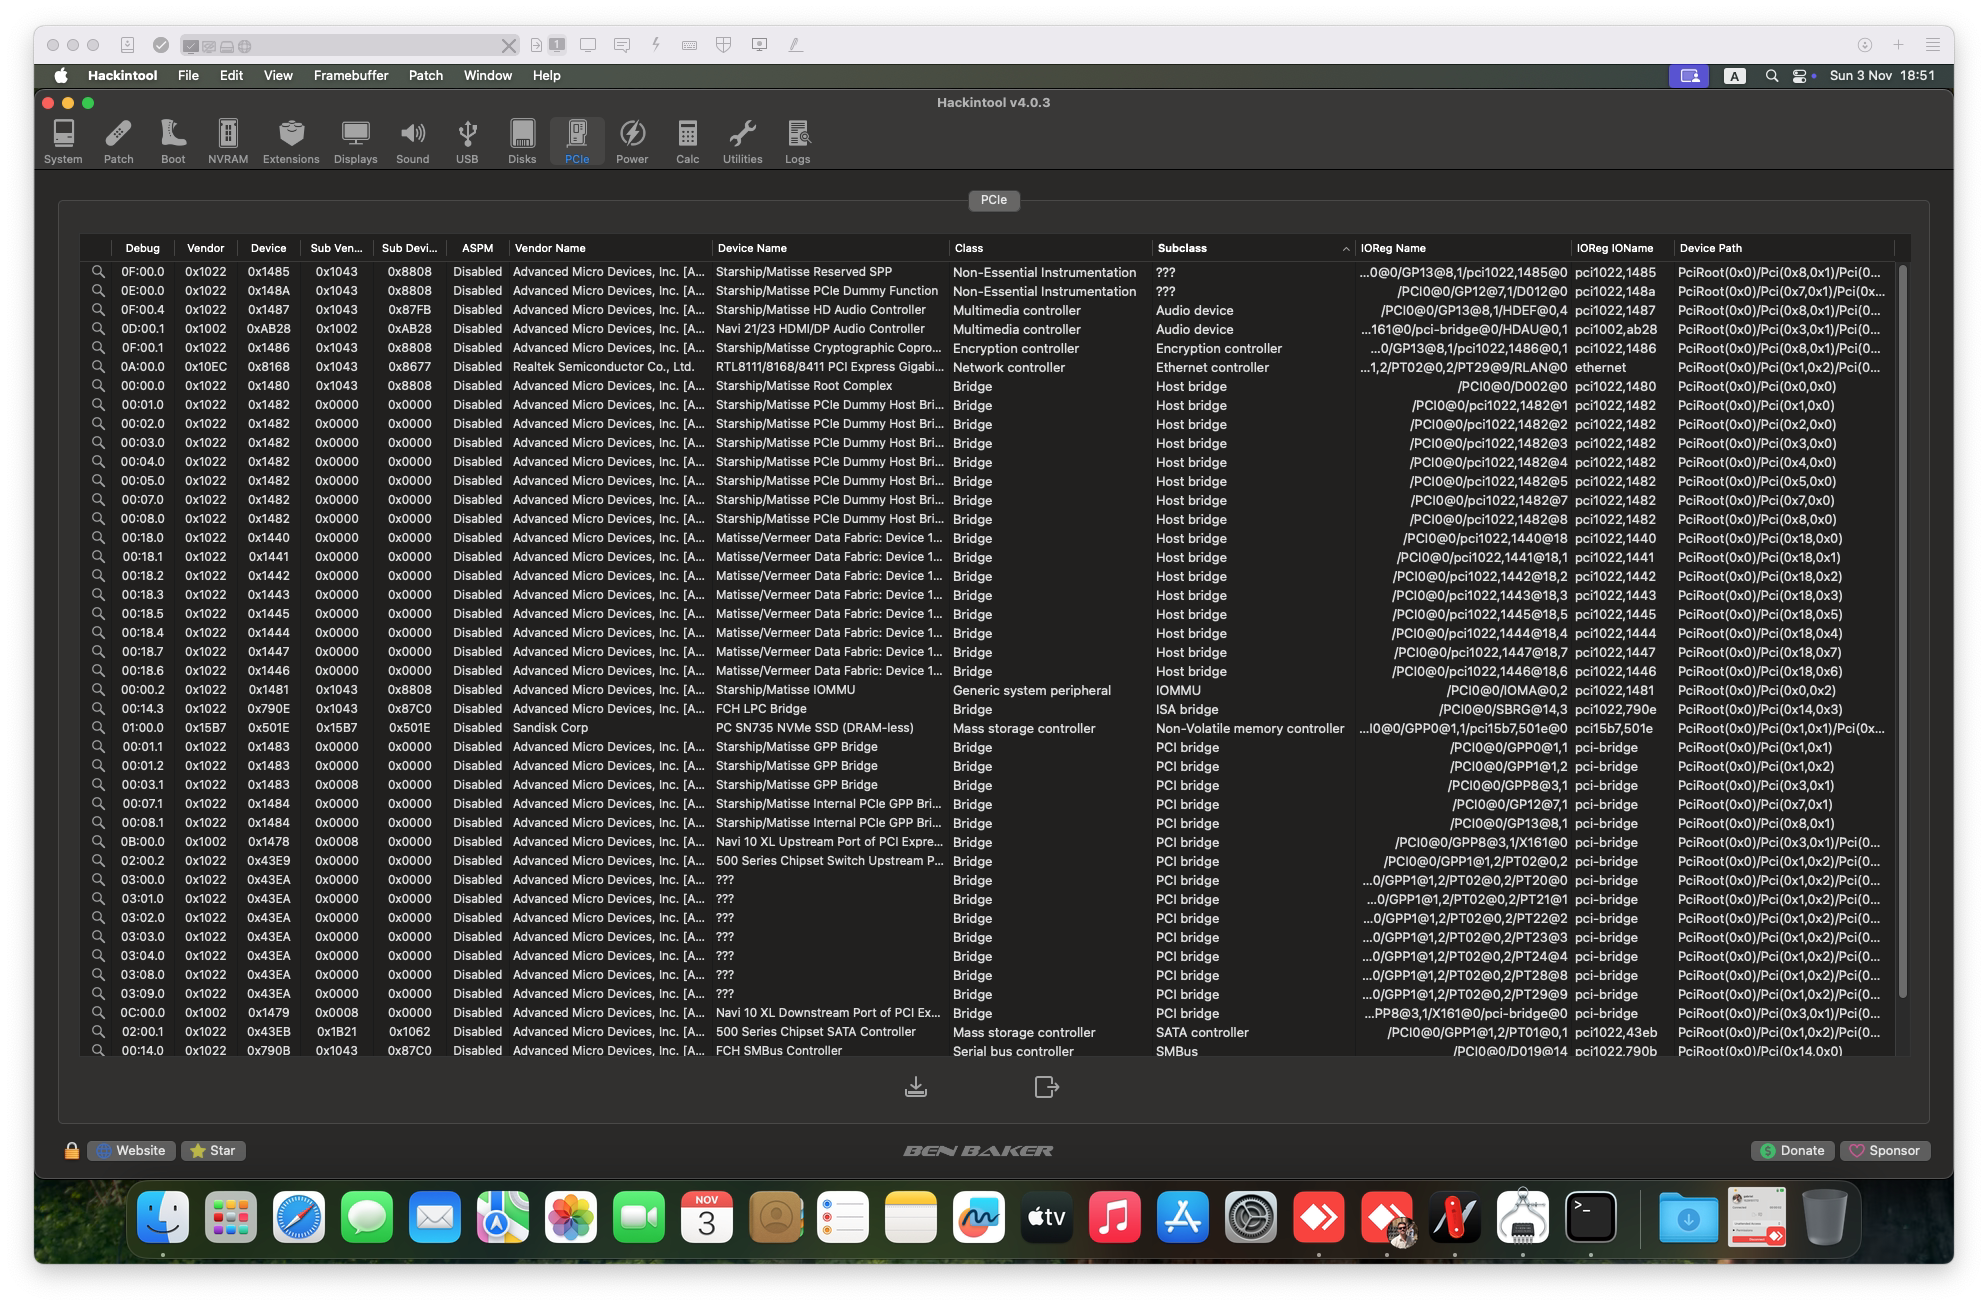 1
Hackintool File Edit View Framebuffer Patch Window Help A Sun 3 Nov 18:51
Hackintool v4.0.3
System Patch Boot NVRAM Extensions Displays Sound USB Disks PCIe Power Calc Utilities Logs
PCIe
Debug Vendor Device Sub Ven... Sub Devi... ASPM Vendor Name Device Name Class Subclass IOReg Name IOReg IOName Device Path
0F:00.0 0x1022 0x1485 0x1043 0x8808 Disabled Advanced Micro Devices, Inc. [A... Starship/Matisse Reserved SPP Non-Essential Instrumentation ??? ...0@0/GP13@8,1/pci1022,1485@0 pci1022,1485 PciRoot(0x0)/Pci(0x8,0x1)/Pci(0...
0E:00.0 0x1022 0x148A 0x1043 0x8808 Disabled Advanced Micro Devices, Inc. [A... Starship/Matisse PCIe Dummy Function Non-Essential Instrumentation ??? /PCI0@0/GP12@7,1/D012@0 pci1022,148a PciRoot(0x0)/Pci(0x7,0x1)/Pci(0x...
0F:00.4 0x1022 0x1487 0x1043 0x87FB Disabled Advanced Micro Devices, Inc. [A... Starship/Matisse HD Audio Controller Multimedia controller Audio device /PCI0@0/GP13@8,1/HDEF@0,4 pci1022,1487 PciRoot(0x0)/Pci(0x8,0x1)/Pci(0...
0D:00.1 0x1002 0xAB28 0x1002 0xAB28 Disabled Advanced Micro Devices, Inc. [A... Navi 21/23 HDMI/DP Audio Controller Multimedia controller Audio device ...161@0/pci-bridge@0/HDAU@0,1 pci1002,ab28 PciRoot(0x0)/Pci(0x3,0x1)/Pci(0...
0F:00.1 0x1022 0x1486 0x1043 0x8808 Disabled Advanced Micro Devices, Inc. [A... Starship/Matisse Cryptographic Copro... Encryption controller Encryption controller ...0/GP13@8,1/pci1022,1486@0,1 pci1022,1486 PciRoot(0x0)/Pci(0x8,0x1)/Pci(0...
0A:00.0 0x10EC 0x8168 0x1043 0x8677 Disabled Realtek Semiconductor Co., Ltd. RTL8111/8168/8411 PCI Express Gigabi... Network controller Ethernet controller ...1,2/PT02@0,2/PT29@9/RLAN@0 ethernet PciRoot(0x0)/Pci(0x1,0x2)/Pci(0...
00:00.0 0x1022 0x1480 0x1043 0x8808 Disabled Advanced Micro Devices, Inc. [A... Starship/Matisse Root Complex Bridge Host bridge /PCI0@0/D002@0 pci1022,1480 PciRoot(0x0)/Pci(0x0,0x0)
00:01.0 0x1022 0x1482 0x0000 0x0000 Disabled Advanced Micro Devices, Inc. [A... Starship/Matisse PCIe Dummy Host Bri... Bridge Host bridge /PCI0@0/pci1022,1482@1 pci1022,1482 PciRoot(0x0)/Pci(0x1,0x0)
00:02.0 0x1022 0x1482 0x0000 0x0000 Disabled Advanced Micro Devices, Inc. [A... Starship/Matisse PCIe Dummy Host Bri... Bridge Host bridge /PCI0@0/pci1022,1482@2 pci1022,1482 PciRoot(0x0)/Pci(0x2,0x0)
00:03.0 0x1022 0x1482 0x0000 0x0000 Disabled Advanced Micro Devices, Inc. [A... Starship/Matisse PCIe Dummy Host Bri... Bridge Host bridge /PCI0@0/pci1022,1482@3 pci1022,1482 PciRoot(0x0)/Pci(0x3,0x0)
00:04.0 0x1022 0x1482 0x0000 0x0000 Disabled Advanced Micro Devices, Inc. [A... Starship/Matisse PCIe Dummy Host Bri... Bridge Host bridge /PCI0@0/pci1022,1482@4 pci1022,1482 PciRoot(0x0)/Pci(0x4,0x0)
00:05.0 0x1022 0x1482 0x0000 0x0000 Disabled Advanced Micro Devices, Inc. [A... Starship/Matisse PCIe Dummy Host Bri... Bridge Host bridge /PCI0@0/pci1022,1482@5 pci1022,1482 PciRoot(0x0)/Pci(0x5,0x0)
00:07.0 0x1022 0x1482 0x0000 0x0000 Disabled Advanced Micro Devices, Inc. [A... Starship/Matisse PCIe Dummy Host Bri... Bridge Host bridge /PCI0@0/pci1022,1482@7 pci1022,1482 PciRoot(0x0)/Pci(0x7,0x0)
00:08.0 0x1022 0x1482 0x0000 0x0000 Disabled Advanced Micro Devices, Inc. [A... Starship/Matisse PCIe Dummy Host Bri... Bridge Host bridge /PCI0@0/pci1022,1482@8 pci1022,1482 PciRoot(0x0)/Pci(0x8,0x0)
00:18.0 0x1022 0x1440 0x0000 0x0000 Disabled Advanced Micro Devices, Inc. [A... Matisse/Vermeer Data Fabric: Device 1... Bridge Host bridge /PCI0@0/pci1022,1440@18 pci1022,1440 PciRoot(0x0)/Pci(0x18,0x0)
00:18.1 0x1022 0x1441 0x0000 0x0000 Disabled Advanced Micro Devices, Inc. [A... Matisse/Vermeer Data Fabric: Device 1... Bridge Host bridge /PCI0@0/pci1022,1441@18,1 pci1022,1441 PciRoot(0x0)/Pci(0x18,0x1)
00:18.2 0x1022 0x1442 0x0000 0x0000 Disabled Advanced Micro Devices, Inc. [A... Matisse/Vermeer Data Fabric: Device 1... Bridge Host bridge /PCI0@0/pci1022,1442@18,2 pci1022,1442 PciRoot(0x0)/Pci(0x18,0x2)
00:18.3 0x1022 0x1443 0x0000 0x0000 Disabled Advanced Micro Devices, Inc. [A... Matisse/Vermeer Data Fabric: Device 1... Bridge Host bridge /PCI0@0/pci1022,1443@18,3 pci1022,1443 PciRoot(0x0)/Pci(0x18,0x3)
00:18.5 0x1022 0x1445 0x0000 0x0000 Disabled Advanced Micro Devices, Inc. [A... Matisse/Vermeer Data Fabric: Device 1... Bridge Host bridge /PCI0@0/pci1022,1445@18,5 pci1022,1445 PciRoot(0x0)/Pci(0x18,0x5)
00:18.4 0x1022 0x1444 0x0000 0x0000 Disabled Advanced Micro Devices, Inc. [A... Matisse/Vermeer Data Fabric: Device 1... Bridge Host bridge /PCI0@0/pci1022,1444@18,4 pci1022,1444 PciRoot(0x0)/Pci(0x18,0x4)
00:18.7 0x1022 0x1447 0x0000 0x0000 Disabled Advanced Micro Devices, Inc. [A... Matisse/Vermeer Data Fabric: Device 1... Bridge Host bridge /PCI0@0/pci1022,1447@18,7 pci1022,1447 PciRoot(0x0)/Pci(0x18,0x7)
00:18.6 0x1022 0x1446 0x0000 0x0000 Disabled Advanced Micro Devices, Inc. [A... Matisse/Vermeer Data Fabric: Device 1... Bridge Host bridge /PCI0@0/pci1022,1446@18,6 pci1022,1446 PciRoot(0x0)/Pci(0x18,0x6)
00:00.2 0x1022 0x1481 0x1043 0x8808 Disabled Advanced Micro Devices, Inc. [A... Starship/Matisse IOMMU Generic system peripheral IOMMU /PCI0@0/IOMA@0,2 pci1022,1481 PciRoot(0x0)/Pci(0x0,0x2)
00:14.3 0x1022 0x790E 0x1043 0x87C0 Disabled Advanced Micro Devices, Inc. [A... FCH LPC Bridge Bridge ISA bridge /PCI0@0/SBRG@14,3 pci1022,790e PciRoot(0x0)/Pci(0x14,0x3)
01:00.0 0x15B7 0x501E 0x15B7 0x501E Disabled Sandisk Corp PC SN735 NVMe SSD (DRAM-less) Mass storage controller Non-Volatile memory controller ...I0@0/GPP0@1,1/pci15b7,501e@0 pci15b7,501e PciRoot(0x0)/Pci(0x1,0x1)/Pci(0x...
00:01.1 0x1022 0x1483 0x0000 0x0000 Disabled Advanced Micro Devices, Inc. [A... Starship/Matisse GPP Bridge Bridge PCI bridge /PCI0@0/GPP0@1,1 pci-bridge PciRoot(0x0)/Pci(0x1,0x1)
00:01.2 0x1022 0x1483 0x0000 0x0000 Disabled Advanced Micro Devices, Inc. [A... Starship/Matisse GPP Bridge Bridge PCI bridge /PCI0@0/GPP1@1,2 pci-bridge PciRoot(0x0)/Pci(0x1,0x2)
00:03.1 0x1022 0x1483 0x0008 0x0000 Disabled Advanced Micro Devices, Inc. [A... Starship/Matisse GPP Bridge Bridge PCI bridge /PCI0@0/GPP8@3,1 pci-bridge PciRoot(0x0)/Pci(0x3,0x1)
00:07.1 0x1022 0x1484 0x0000 0x0000 Disabled Advanced Micro Devices, Inc. [A... Starship/Matisse Internal PCIe GPP Bri... Bridge PCI bridge /PCI0@0/GP12@7,1 pci-bridge PciRoot(0x0)/Pci(0x7,0x1)
00:08.1 0x1022 0x1484 0x0000 0x0000 Disabled Advanced Micro Devices, Inc. [A... Starship/Matisse Internal PCIe GPP Bri... Bridge PCI bridge /PCI0@0/GP13@8,1 pci-bridge PciRoot(0x0)/Pci(0x8,0x1)
0B:00.0 0x1002 0x1478 0x0008 0x0000 Disabled Advanced Micro Devices, Inc. [A... Navi 10 XL Upstream Port of PCI Expre... Bridge PCI bridge /PCI0@0/GPP8@3,1/X161@0 pci-bridge PciRoot(0x0)/Pci(0x3,0x1)/Pci(0...
02:00.2 0x1022 0x43E9 0x0000 0x0000 Disabled Advanced Micro Devices, Inc. [A... 500 Series Chipset Switch Upstream P... Bridge PCI bridge /PCI0@0/GPP1@1,2/PT02@0,2 pci-bridge PciRoot(0x0)/Pci(0x1,0x2)/Pci(0...
03:00.0 0x1022 0x43EA 0x0000 0x0000 Disabled Advanced Micro Devices, Inc. [A... ??? Bridge PCI bridge ...0/GPP1@1,2/PT02@0,2/PT20@0 pci-bridge PciRoot(0x0)/Pci(0x1,0x2)/Pci(0...
03:01.0 0x1022 0x43EA 0x0000 0x0000 Disabled Advanced Micro Devices, Inc. [A... ??? Bridge PCI bridge ...0/GPP1@1,2/PT02@0,2/PT21@1 pci-bridge PciRoot(0x0)/Pci(0x1,0x2)/Pci(0...
03:02.0 0x1022 0x43EA 0x0000 0x0000 Disabled Advanced Micro Devices, Inc. [A... ??? Bridge PCI bridge ...0/GPP1@1,2/PT02@0,2/PT22@2 pci-bridge PciRoot(0x0)/Pci(0x1,0x2)/Pci(0...
03:03.0 0x1022 0x43EA 0x0000 0x0000 Disabled Advanced Micro Devices, Inc. [A... ??? Bridge PCI bridge ...0/GPP1@1,2/PT02@0,2/PT23@3 pci-bridge PciRoot(0x0)/Pci(0x1,0x2)/Pci(0...
03:04.0 0x1022 0x43EA 0x0000 0x0000 Disabled Advanced Micro Devices, Inc. [A... ??? Bridge PCI bridge ...0/GPP1@1,2/PT02@0,2/PT24@4 pci-bridge PciRoot(0x0)/Pci(0x1,0x2)/Pci(0...
03:08.0 0x1022 0x43EA 0x0000 0x0000 Disabled Advanced Micro Devices, Inc. [A... ??? Bridge PCI bridge ...0/GPP1@1,2/PT02@0,2/PT28@8 pci-bridge PciRoot(0x0)/Pci(0x1,0x2)/Pci(0...
03:09.0 0x1022 0x43EA 0x0000 0x0000 Disabled Advanced Micro Devices, Inc. [A... ??? Bridge PCI bridge ...0/GPP1@1,2/PT02@0,2/PT29@9 pci-bridge PciRoot(0x0)/Pci(0x1,0x2)/Pci(0...
0C:00.0 0x1002 0x1479 0x0008 0x0000 Disabled Advanced Micro Devices, Inc. [A... Navi 10 XL Downstream Port of PCI Ex... Bridge PCI bridge ...PP8@3,1/X161@0/pci-bridge@0 pci-bridge PciRoot(0x0)/Pci(0x3,0x1)/Pci(0...
02:00.1 0x1022 0x43EB 0x1B21 0x1062 Disabled Advanced Micro Devices, Inc. [A... 500 Series Chipset SATA Controller Mass storage controller SATA controller /PCI0@0/GPP1@1,2/PT01@0,1 pci1022,43eb PciRoot(0x0)/Pci(0x1,0x2)/Pci(0...
00:14.0 0x1022 0x790B 0x1043 0x87C0 Disabled Advanced Micro Devices, Inc. [A... FCH SMBus Controller Serial bus controller SMBus /PCI0@0/D019@14 pci1022,790b PciRoot(0x0)/Pci(0x14,0x0)
Website Star BEN BAKER Donate Sponsor
NOV
3
tv